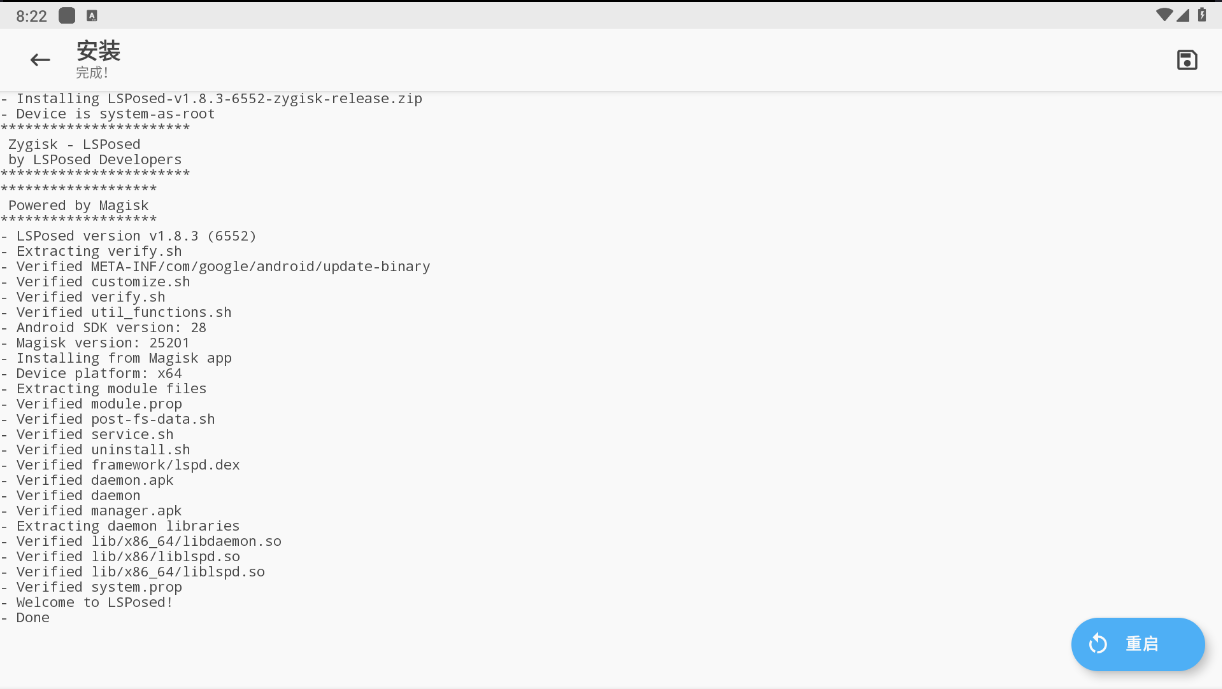 8:22
A
安装
完成!
- Installing LSPosed-v1.8.3-6552-zygisk-release.zip
- Device is system-as-root
***********************
Zygisk - LSPosed
by LSPosed Developers
***********************
*******************
Powered by Magisk
*******************
- LSPosed version v1.8.3 (6552)
- Extracting verify.sh
- Verified META-INF/com/google/android/update-binary
- Verified customize.sh
- Verified verify.sh
- Verified util_functions.sh
- Android SDK version: 28
- Magisk version: 25201
- Installing from Magisk app
- Device platform: x64
- Extracting module files
- Verified module.prop
- Verified post-fs-data.sh
- Verified service.sh
- Verified uninstall.sh
- Verified framework/lspd.dex
- Verified daemon.apk
- Verified daemon
- Verified manager.apk
- Extracting daemon libraries
- Verified lib/x86_64/libdaemon.so
- Verified lib/x86/liblspd.so
- Verified lib/x86_64/liblspd.so
- Verified system.prop
- Welcome to LSPosed!
- Done
重启